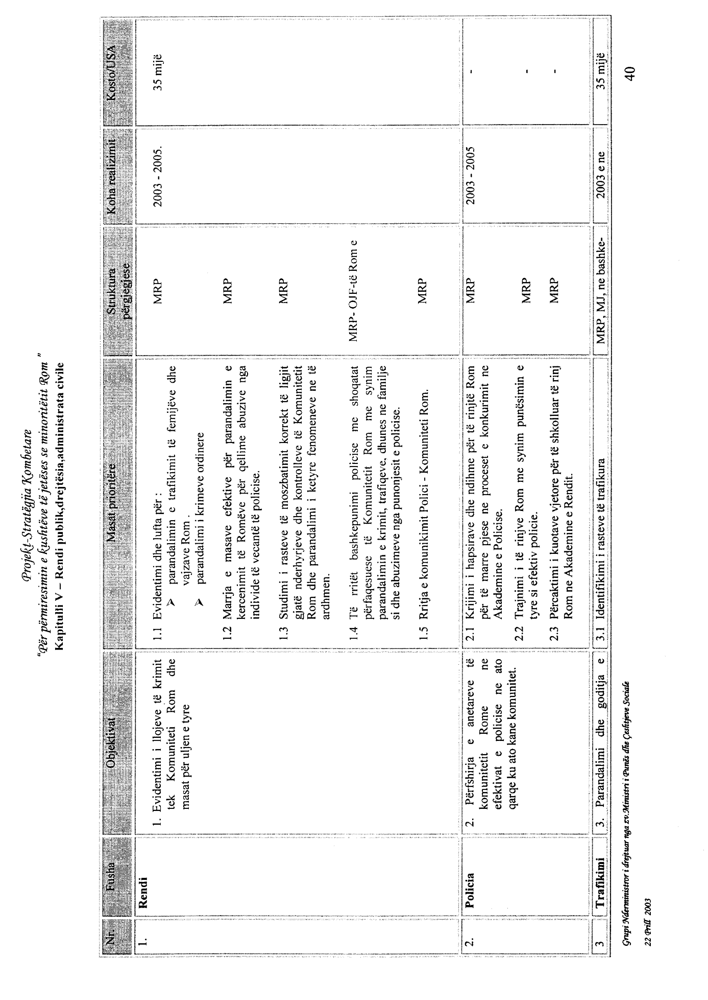 Projekt-Stratëgjia Kombetare
“Për përmiresimin e kushtëve të jetëses se minoritëtit Rom”
Kapitulli V – Rendi publik,drejtësia,administrata civile
Nr. Fusha Objektivat Masat prioritëre Struktura Koha realizimit Kosto/USA
përgjegjese
1. Rendi
1. Evidentimi i llojeve të krimit
tek Komuniteti Rom dhe
masat për uljen e tyre
1.1 Evidentimi dhe lufta për :
➢ parandalimin e trafikimit të femijëve dhe
vajzave Rom .
➢ parandalimi i krimeve ordinere
MRP
2003 - 2005.
35 mijë
1.2 Marrja e masave efektive për parandalimin e
kercenimit të Romëve për qellime abuzive nga
individe të vecantë të policise.
MRP
1.3 Studimi i rasteve të moszbatimit korrekt të ligjit
gjatë nderhyrjeve dhe kontrolleve të Komunitetit
Rom dhe parandalimi i ketyre fenomeneve ne të
ardhmen.
MRP
1.4 Të rritët bashkepunimi policise me shoqatat
përfaqesuese të Komunitetit Rom me synim
parandalimin e krimit, trafiqeve, dhunes ne familje
si dhe abuzimeve nga punonjesit e policise.
MRP- OJF-të Rom e
1.5 Rritja e komunikimit Polici - Komuniteti Rom.
MRP
2. Policia
2. Përfshirja e anetareve të
komunitetit Rome ne
efektivat e policise ne ato
qarqe ku ato kane komunitet.
2.1 Krijimi i hapsirave dhe ndihme për të rinjtë Rom
për të marre pjese ne proceset e konkurimit ne
Akademine e Policise.
MRP
2003 - 2005
-
2.2 Trajnimi i të rinjve Rom me synim punësimin e
tyre si efektiv policie.
MRP
-
2.3 Përcaktimi i kuotave vjetore për të shkolluar të rinj
Rom ne Akademine e Rendit.
MRP
-
3 Trafikimi 3. Parandalimi dhe goditja e 3.1 Identifikimi i rasteve të trafikura MRP, MJ, ne bashke- 2003 e ne 35 mijë
Grupi Nderministror i drejtuar nga zv.Ministri i Punës dhe Çeshtjeve Sociale
40
22 Prill 2003